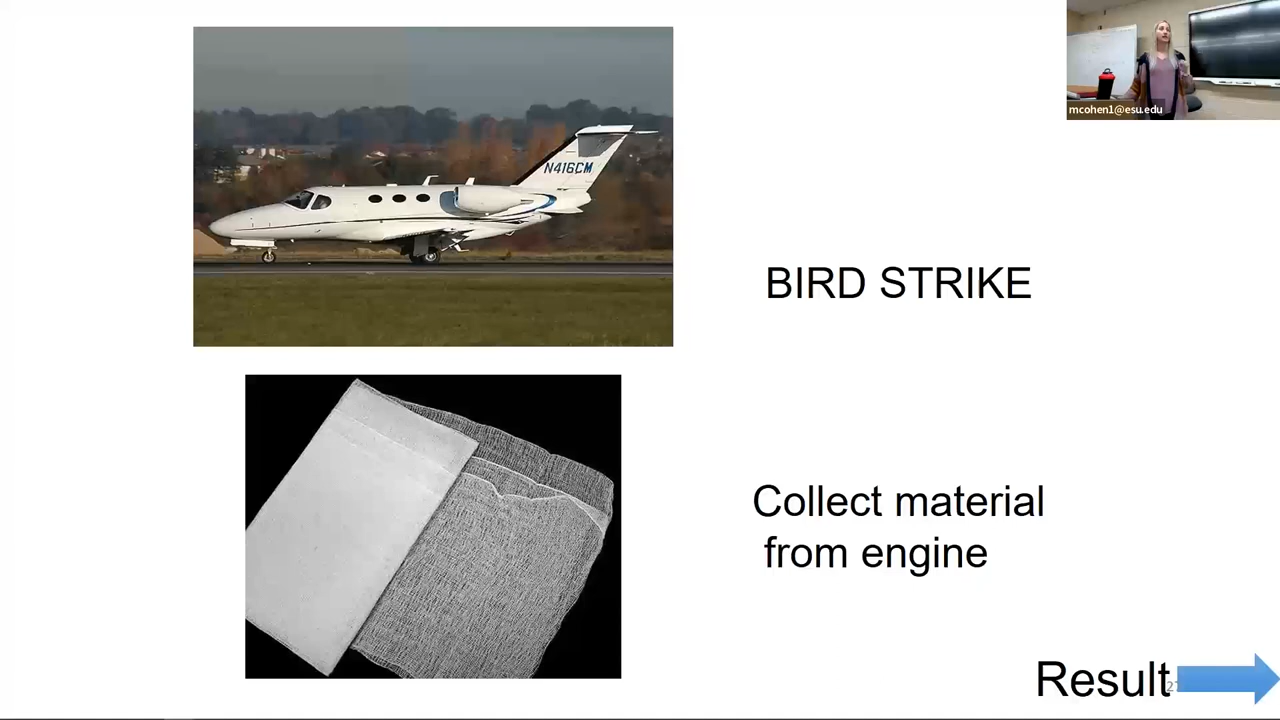 mcohen1@esu.edu
N416CM
BIRD STRIKE
Collect material
from engine
Result